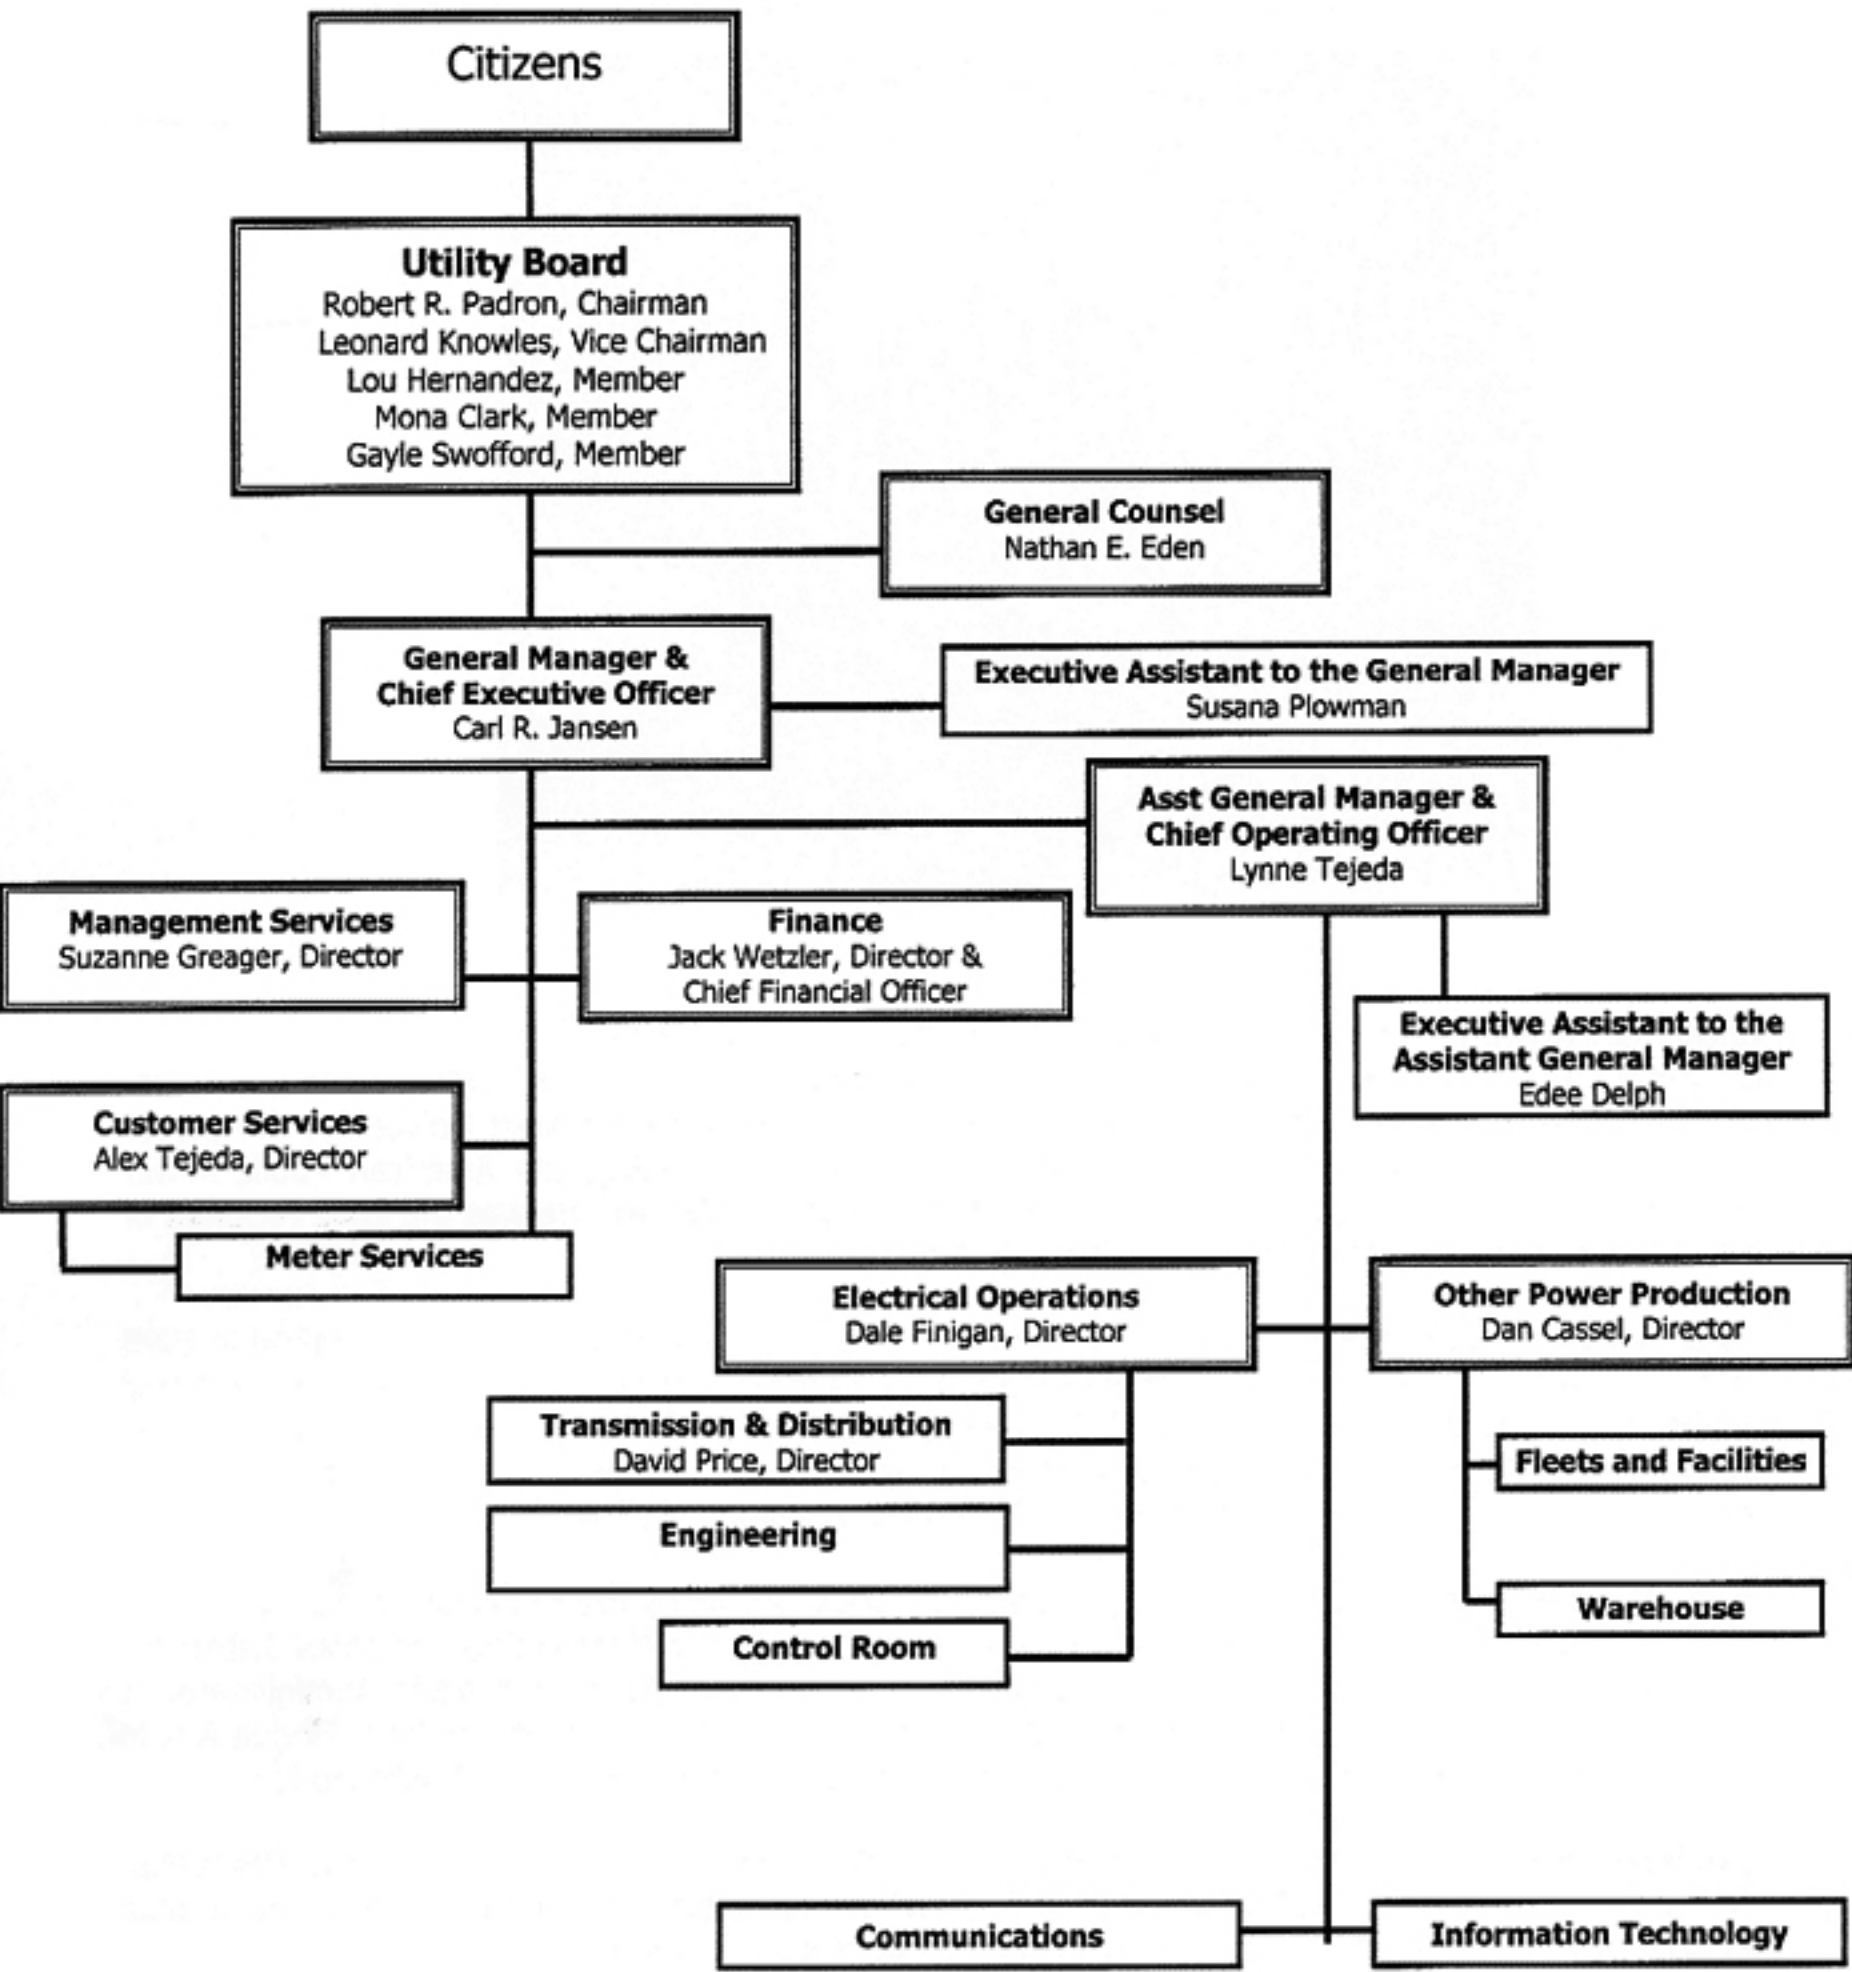 Citizens
Utility Board
Robert R. Padron, Chairman
Leonard Knowles, Vice Chairman
Lou Hernandez, Member
Mona Clark, Member
Gayle Swofford, Member
General Counsel
Nathan E. Eden
General Manager &
Chief Executive Officer
Carl R. Jansen
Executive Assistant to the General Manager
Susana Plowman
Asst General Manager &
Chief Operating Officer
Lynne Tejeda
Management Services
Suzanne Greager, Director
Finance
Jack Wetzler, Director &
Chief Financial Officer
Executive Assistant to the
Assistant General Manager
Edee Delph
Customer Services
Alex Tejeda, Director
Meter Services
Electrical Operations
Dale Finigan, Director
Other Power Production
Dan Cassel, Director
Transmission & Distribution
David Price, Director
Fleets and Facilities
Engineering
Warehouse
Control Room
Communications
Information Technology